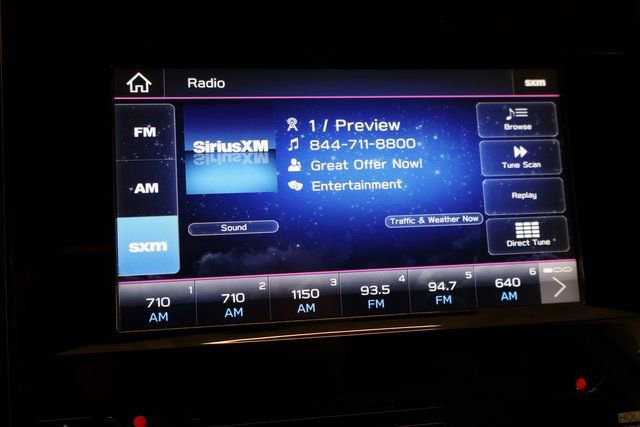 Radio
sxm
FM
AM
sxm
SiriusXM
1 / Preview
844-711-8800
Great Offer Now!
Entertainment
Sound
Traffic & Weather Now
Browse
Tune Scan
Replay
Direct Tune
1
710
AM
2
710
AM
3
1150
AM
4
93.5
FM
5
94.7
FM
6
640
AM